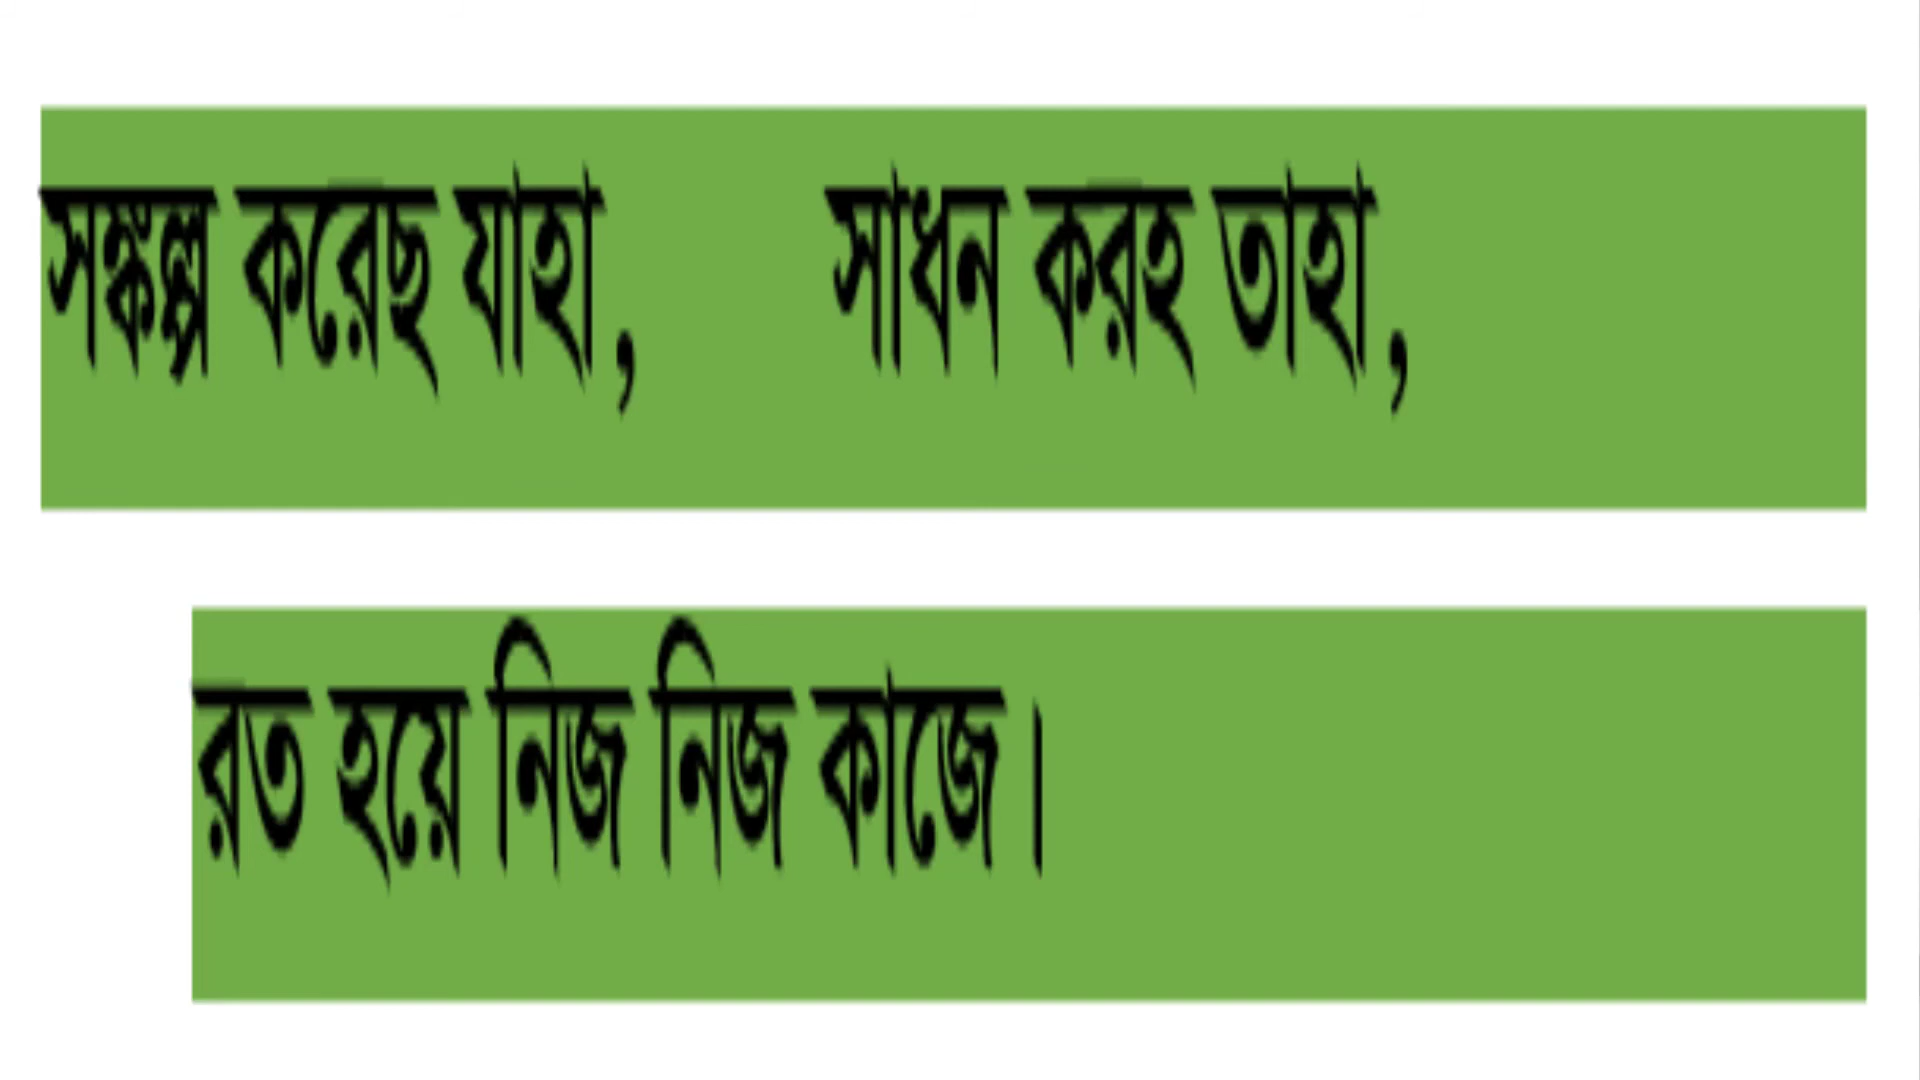 সঙ্কল্প করেছ যাহা, সাধন করহ তাহা,
রত হয়ে নিজ নিজ কাজে।